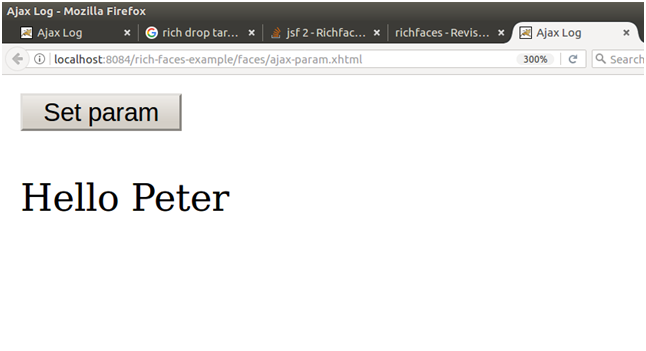 Ajax Log - Mozilla Firefox
Ajax Log × rich drop tar... × jsf 2 - Richfac... × richfaces - Revis... × Ajax Log ×
localhost:8084/rich-faces-example/faces/ajax-param.xhtml 300% Search
Set param
Hello Peter